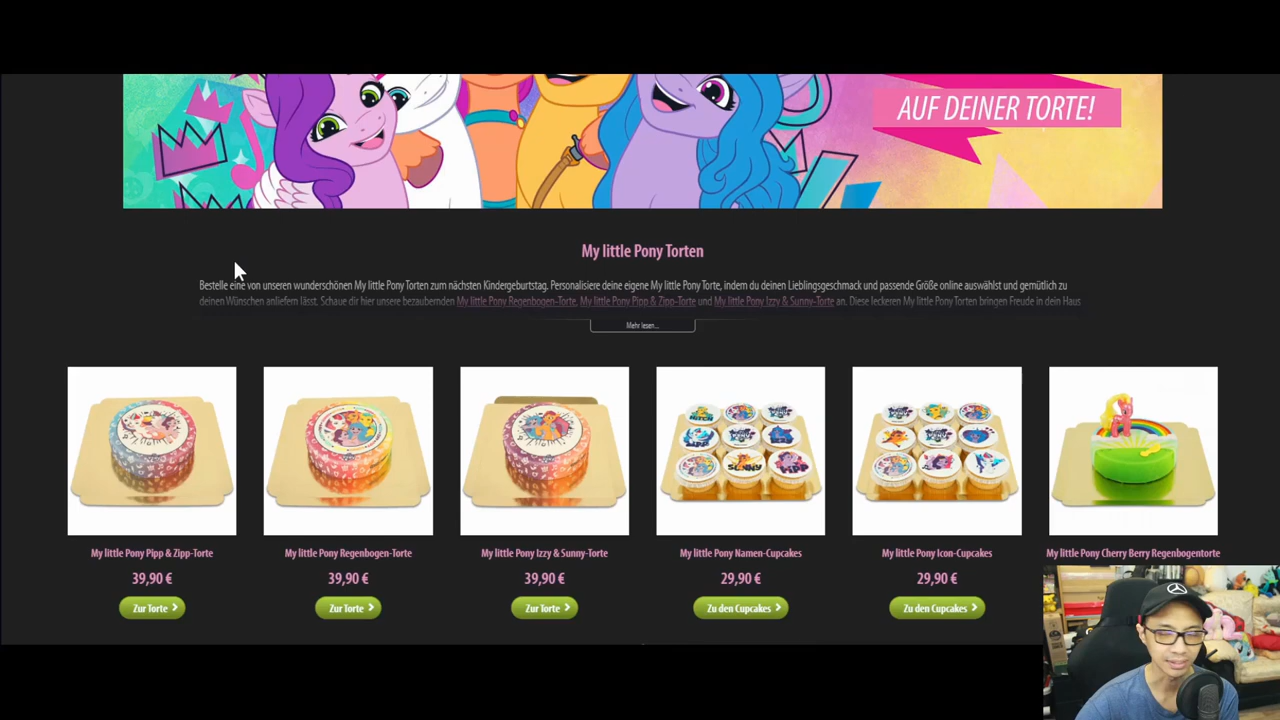 AUF DEINER TORTE!
My little Pony Torten
Bestelle eine von unseren wunderschönen My little Pony Torten zum nächsten Kindergeburtstag. Personalisiere deine eigene My little Pony Torte, indem du deinen Lieblingsgeschmack und passende Größe online auswählst und gemütlich zu
deinen Wünschen anliefern lässt. Schaue dir hier unsere bezaubernden My little Pony Regenbogen-Torte, My little Pony Pipp & Zipp-Torte und My little Pony Izzy & Sunny-Torte an. Diese leckeren My little Pony Torten bringen Freude in dein Haus
Mehr lesen...
My little Pony Pipp & Zipp-Torte
39,90 €
Zur Torte
My little Pony Regenbogen-Torte
39,90 €
Zur Torte
My little Pony Izzy & Sunny-Torte
39,90 €
Zur Torte
My little Pony Namen-Cupcakes
29,90 €
Zu den Cupcakes
My little Pony Icon-Cupcakes
29,90 €
Zu den Cupcakes
My little Pony Cherry Berry Regenbogentorte